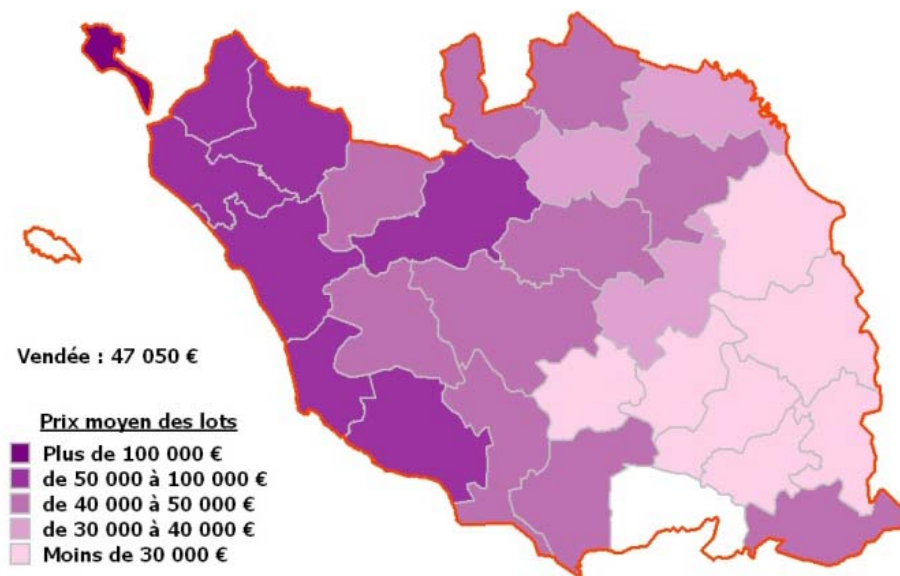 Vendée : 47 050 €
Prix moyen des lots
Plus de 100 000 €
de 50 000 à 100 000 €
de 40 000 à 50 000 €
de 30 000 à 40 000 €
Moins de 30 000 €